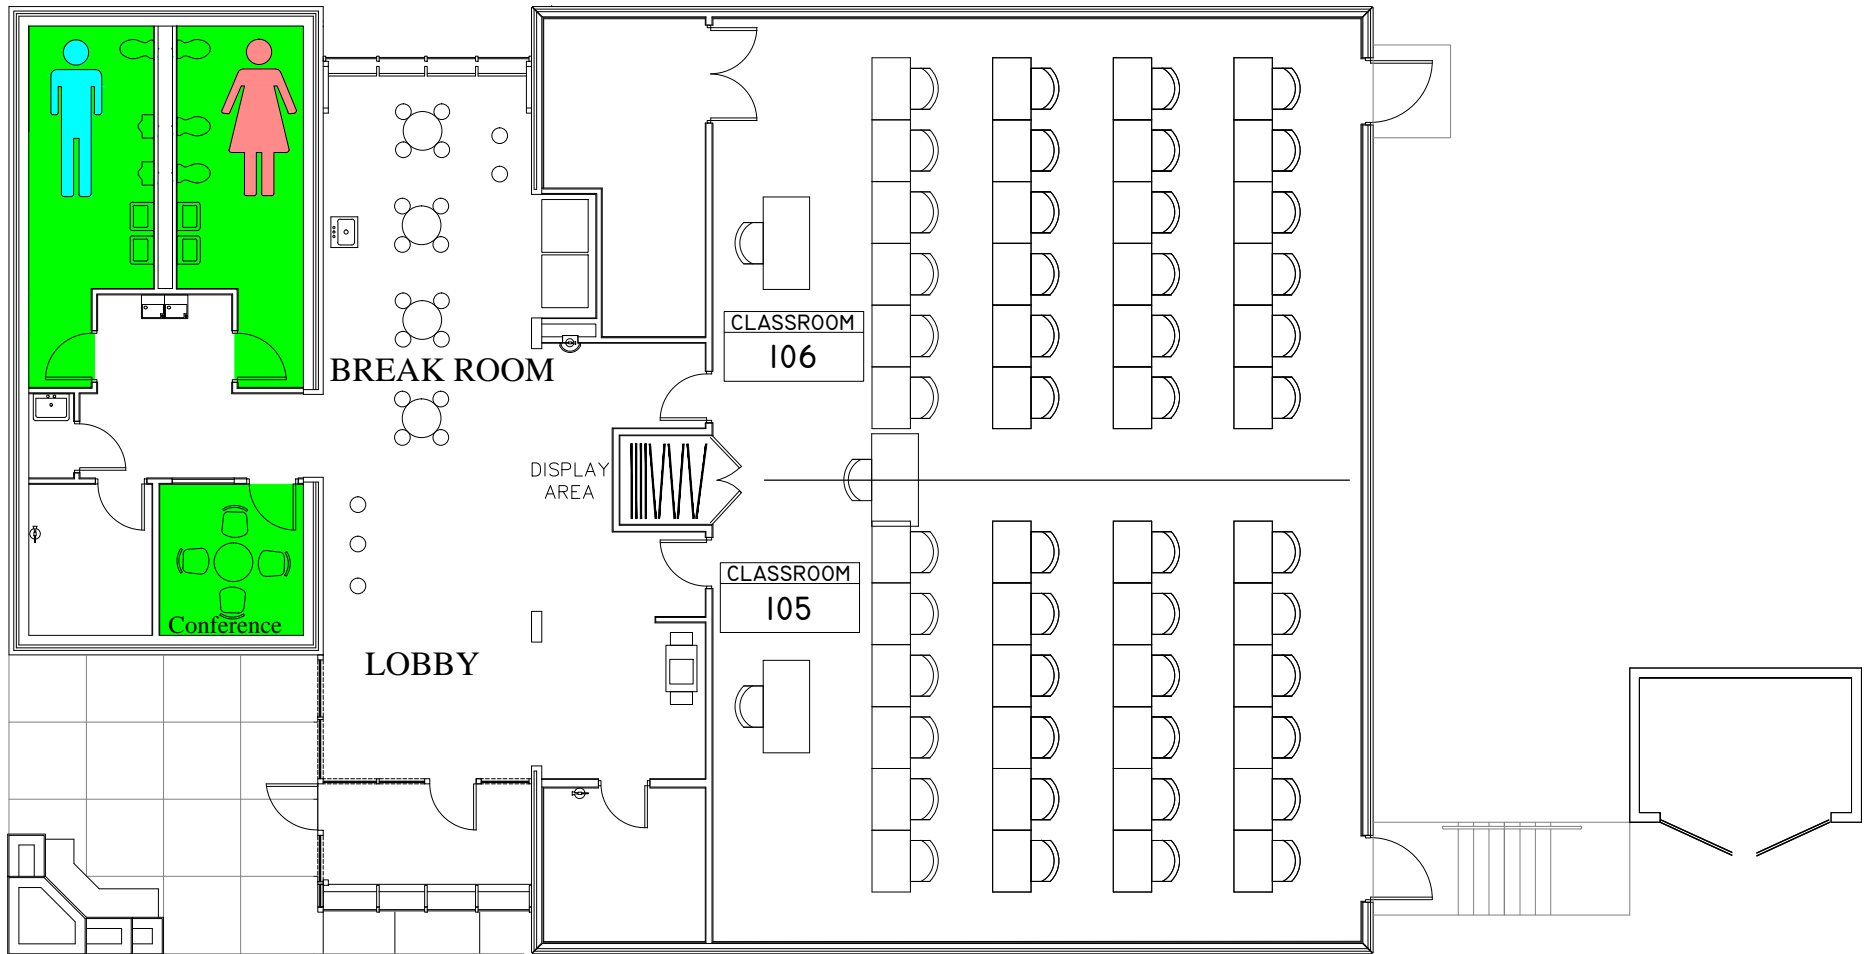 CLASSROOM
106
BREAK ROOM
DISPLAY
AREA
CLASSROOM
105
Conference
LOBBY